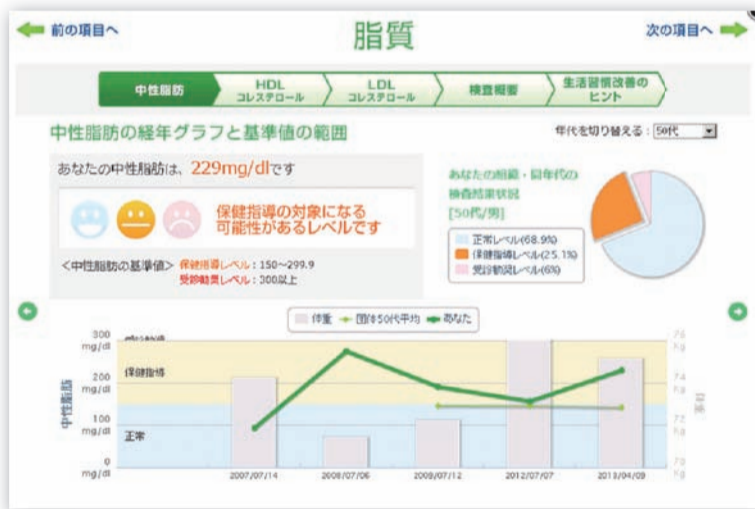 前の項目へ
脂質
次の項目へ
中性脂肪
HDL
コレステロール
LDL
コレステロール
検査概要
生活習慣改善の
ヒント
中性脂肪の経年グラフと基準値の範囲
年代を切り替える：50代
あなたの中性脂肪は、229mg/dlです
保健指導の対象になる
可能性があるレベルです
<中性脂肪の基準値> 保健指導レベル：150～299.9
受診勧奨レベル：300以上
あなたの組織・同年代の
検査結果状況
[50代/男]
正常レベル(68.9%)
保健指導レベル(25.1%)
受診勧奨レベル(6%)
体重 団体50代平均 あなた
中性脂肪
300
mg/dl
200
mg/dl
100
mg/dl
0
mg/dl
保健指導
正常
76
Kg
74
Kg
72
Kg
70
Kg
体重
2007/07/14 2008/07/06 2009/07/12 2012/07/07 2013/04/09